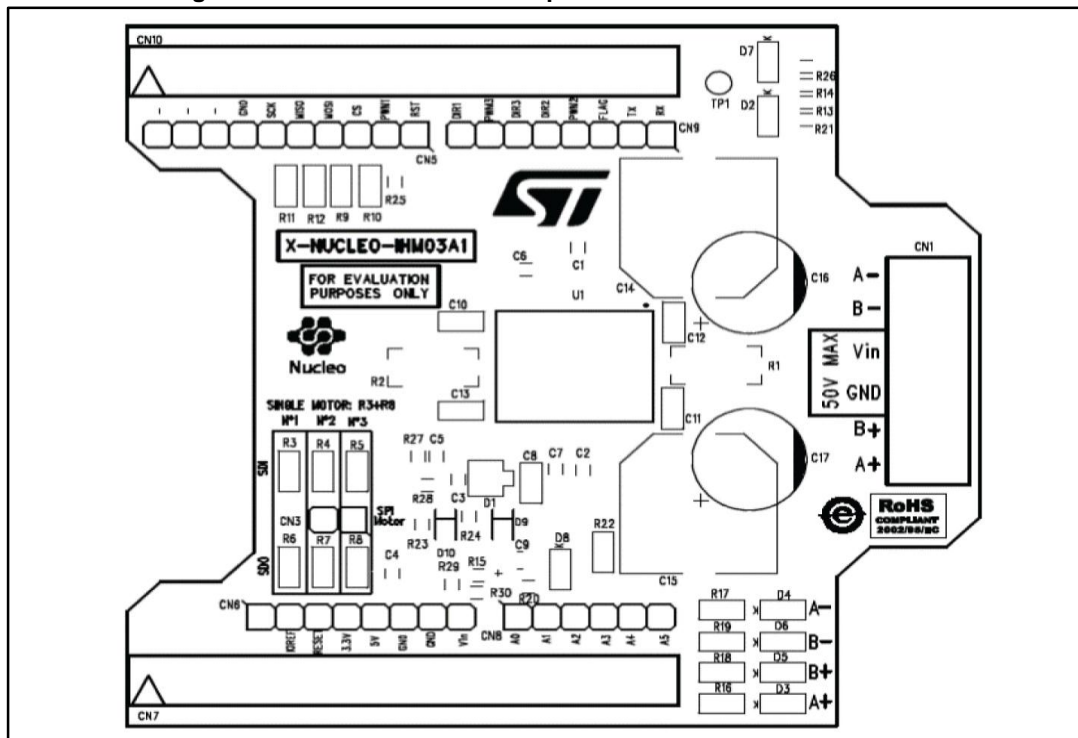 CN10
D7
R26
R14
TP1
D2
R13
R21
- - - GND SCK MISO MOSI CS PWM1 RST
DIR1 PWM3 DIR3 DIR2 PWM2 FLAG TX RX
CN9
CN5
R11 R12 R9 R10 R25
ST
X-NUCLEO-IHM03A1
FOR EVALUATION
PURPOSES ONLY
C6
C1
U1
C14
C16
CN1
A-
B-
Vin
GND
B+
A+
50V MAX
C10
C12
Nucleo
R2
R1
C13
C11
SINGLE MOTOR: R3+R8
N°1 N°2 N°3
SDI
R3 R4 R5
R27 C5
C8
C7 C2
C17
R28
C3
D1
CN3
SPI
Motor
SDO
R6 R7 R8
R23
R24
D9
R22
RoHS
COMPLIANT
2002/95/EC
D10
C9
D8
C4
R29
R15
C15
R30
R20
CN6
IOREF RESET 3.3V 5V GND GND Vin
CN8
A0 A1 A2 A3 A4 A5
R17 D4 A-
R19 D6 B-
R18 D5 B+
R16 D3 A+
CN7